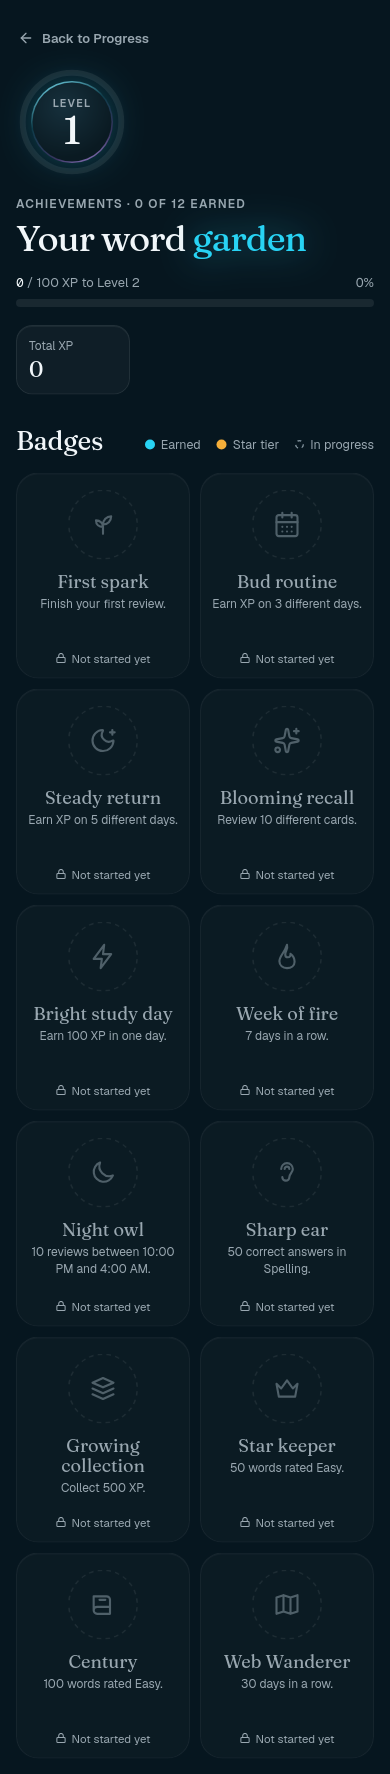 Back to Progress
LEVEL
1
ACHIEVEMENTS · 0 OF 12 EARNED
Your word garden
0 / 100 XP to Level 2
0%
Total XP
0
Badges
Earned
Star tier
In progress
First spark
Finish your first review.
Not started yet
Bud routine
Earn XP on 3 different days.
Not started yet
Steady return
Earn XP on 5 different days.
Not started yet
Blooming recall
Review 10 different cards.
Not started yet
Bright study day
Earn 100 XP in one day.
Not started yet
Week of fire
7 days in a row.
Not started yet
Night owl
10 reviews between 10:00
PM and 4:00 AM.
Not started yet
Sharp ear
50 correct answers in
Spelling.
Not started yet
Growing
collection
Collect 500 XP.
Not started yet
Star keeper
50 words rated Easy.
Not started yet
Century
100 words rated Easy.
Not started yet
Web Wanderer
30 days in a row.
Not started yet